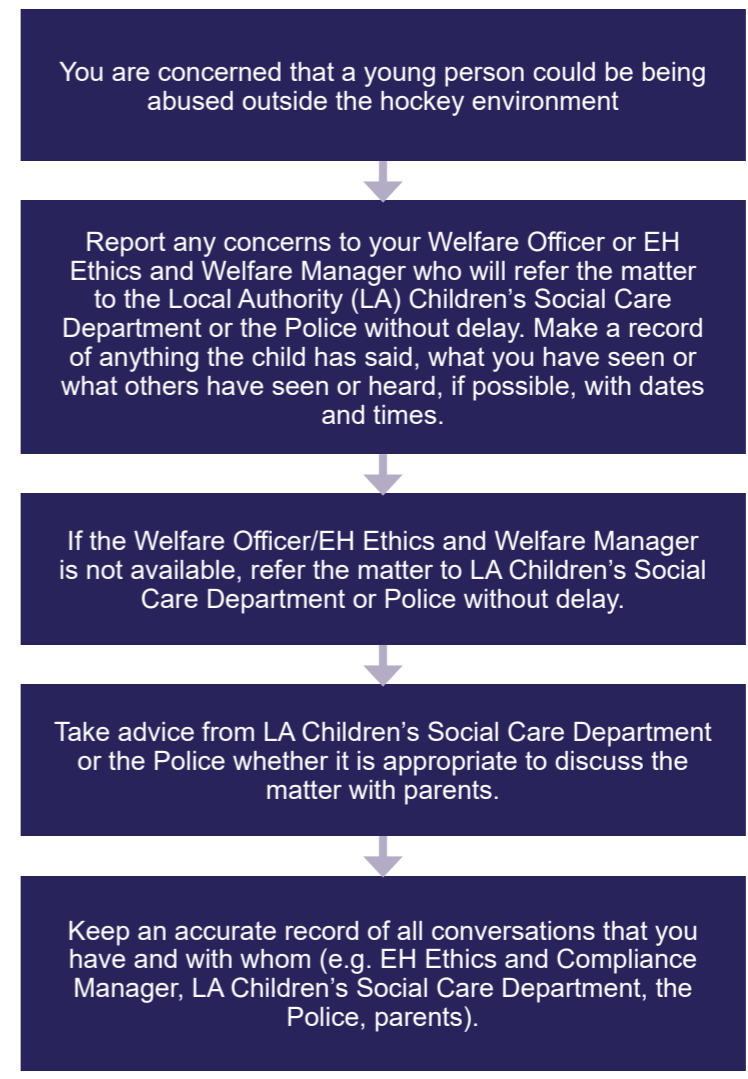 You are concerned that a young person could be being
abused outside the hockey environment
Report any concerns to your Welfare Officer or EH
Ethics and Welfare Manager who will refer the matter
to the Local Authority (LA) Children’s Social Care
Department or the Police without delay. Make a record
of anything the child has said, what you have seen or
what others have seen or heard, if possible, with dates
and times.
If the Welfare Officer/EH Ethics and Welfare Manager
is not available, refer the matter to LA Children’s Social
Care Department or Police without delay.
Take advice from LA Children’s Social Care Department
or the Police whether it is appropriate to discuss the
matter with parents.
Keep an accurate record of all conversations that you
have and with whom (e.g. EH Ethics and Compliance
Manager, LA Children’s Social Care Department, the
Police, parents).